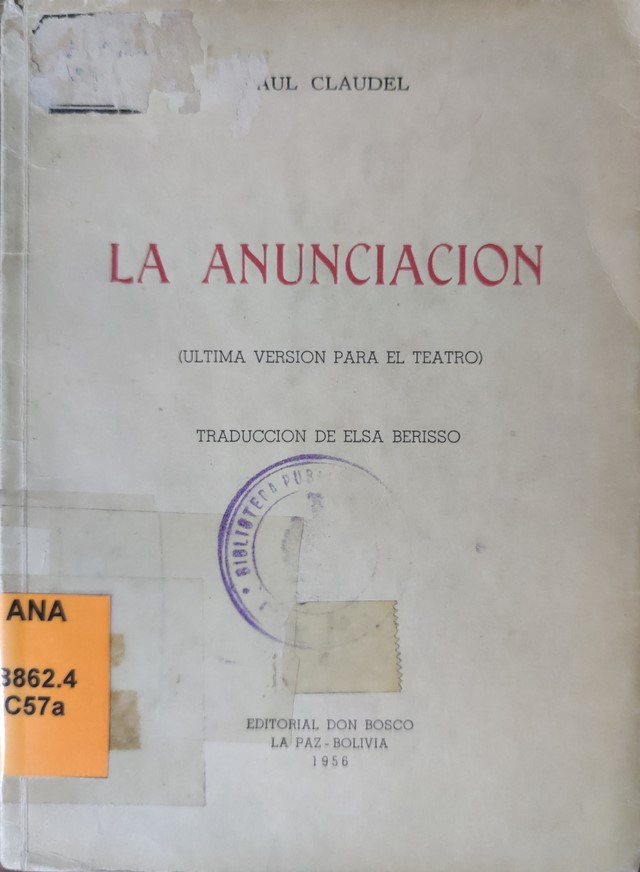 AUL CLAUDEL
LA ANUNCIACION
(ULTIMA VERSION PARA EL TEATRO)
TRADUCCION DE ELSA BERISSO
BIBLIOTECA PUB
ANA
3862.4
C57a
EDITORIAL DON BOSCO
LA PAZ - BOLIVIA
1956